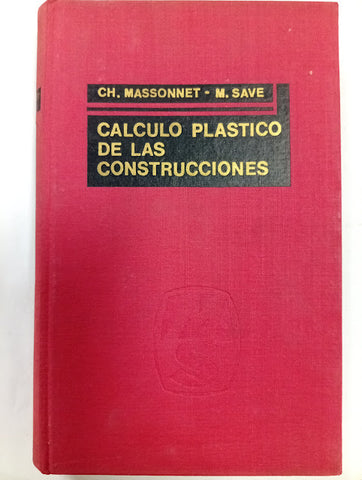 CH. MASSONNET - M. SAVE
CALCULO PLASTICO
DE LAS
CONSTRUCCIONES